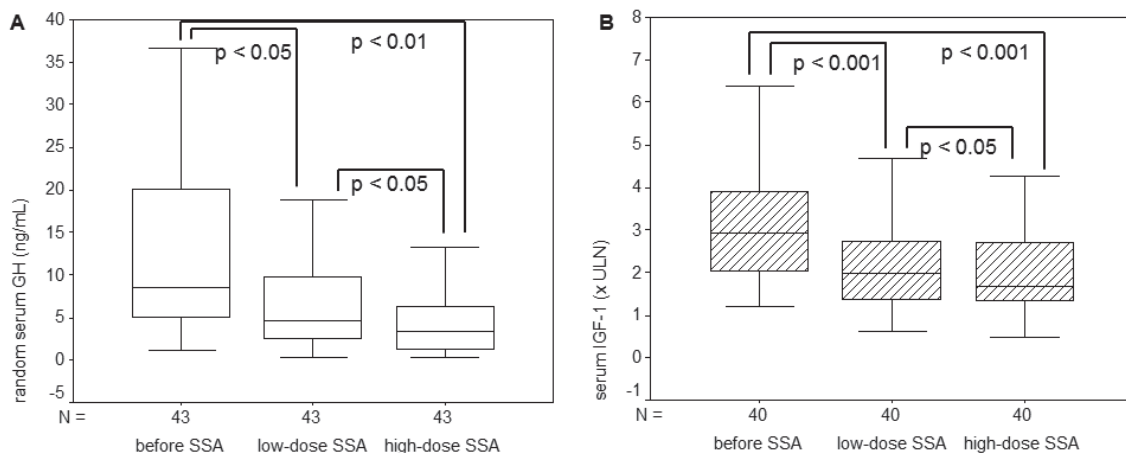 A
random serum GH (ng/mL)
40
35
30
25
20
15
10
5
0
-5
p < 0.05
p < 0.01
p < 0.05
N = 43 43 43
before SSA low-dose SSA high-dose SSA
B
serum IGF-1 (x ULN)
8
7
6
5
4
3
2
1
0
-1
p < 0.001
p < 0.001
p < 0.05
N = 40 40 40
before SSA low-dose SSA high-dose SSA